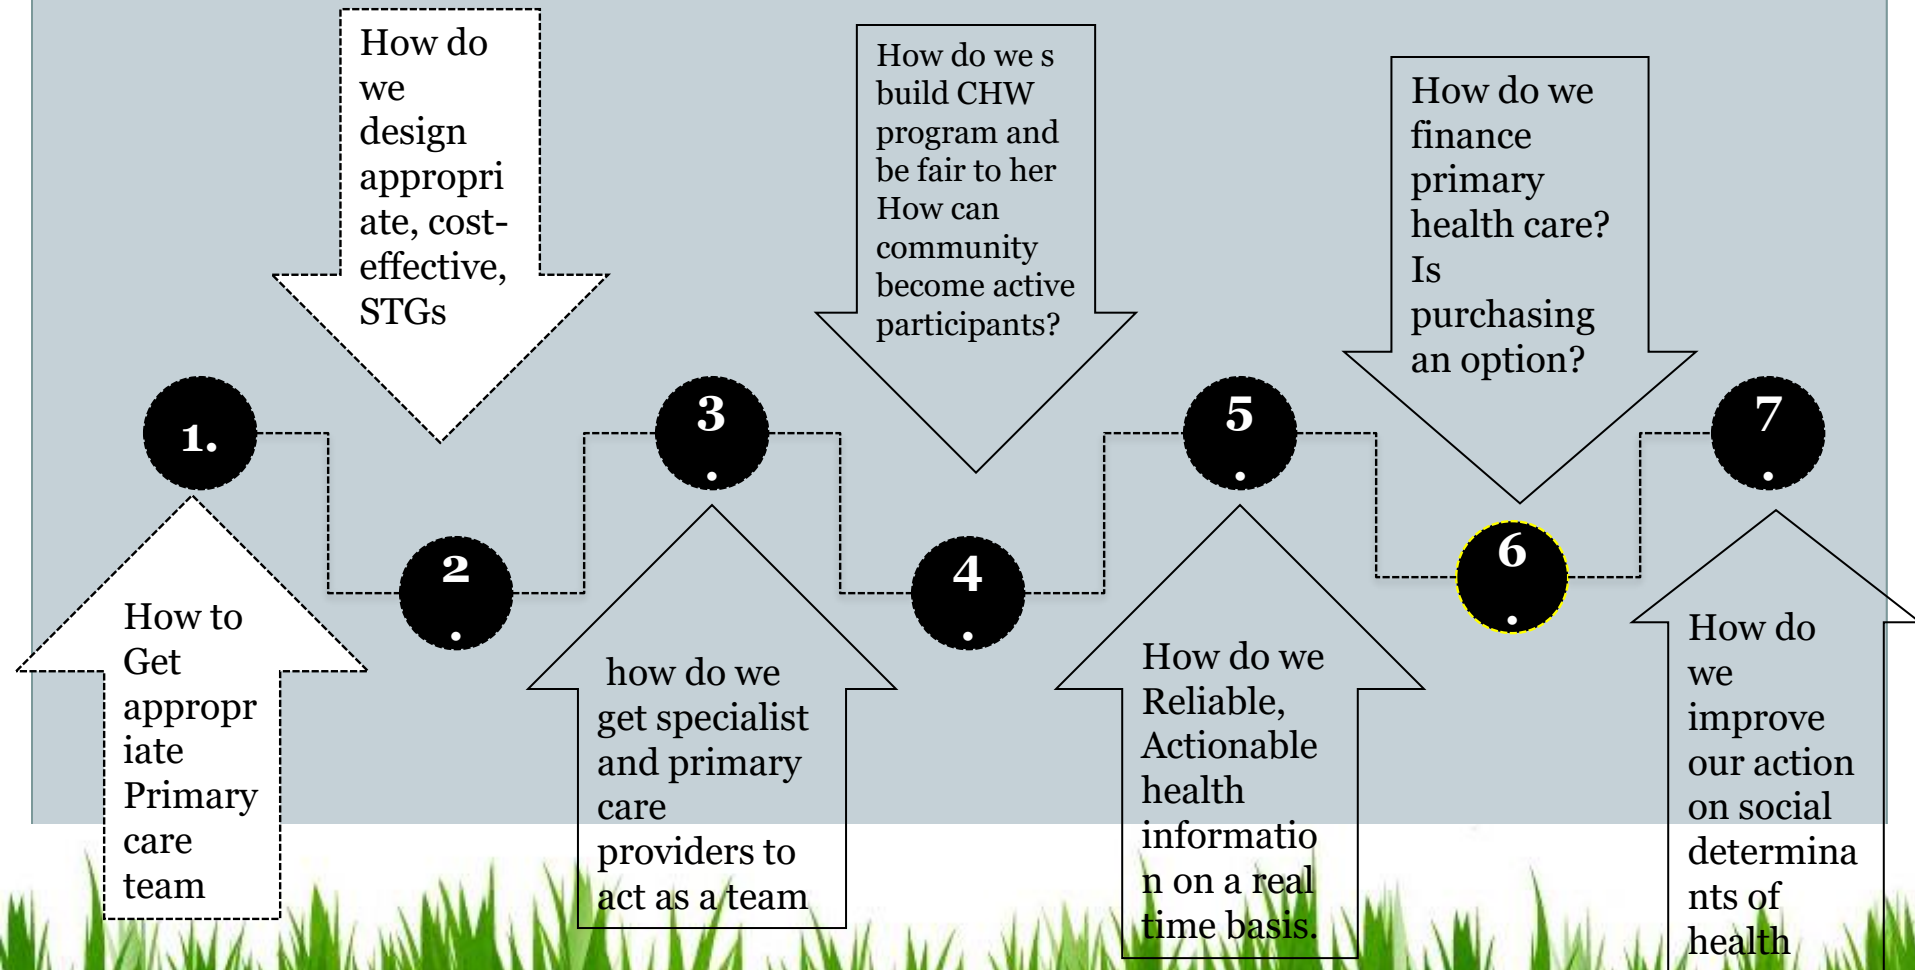 1.
How to
Get
appropr
iate
Primary
care
team
2
.
How do
we
design
appropri
ate, cost-
effective,
STGs
3
.
how do we
get specialist
and primary
care
providers to
act as a team
4
.
How do we s
build CHW
program and
be fair to her
How can
community
become active
participants?
5
.
How do we
Reliable,
Actionable
health
informatio
n on a real
time basis.
6
.
How do we
finance
primary
health care?
Is
purchasing
an option?
7
.
How do
we
improve
our action
on social
determina
nts of
health